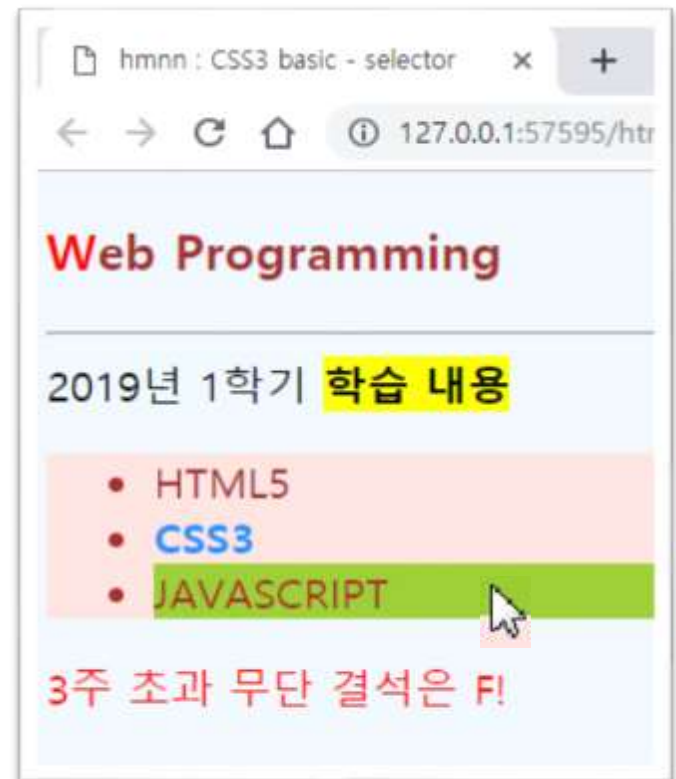 hmnn : CSS3 basic - selector
127.0.0.1:57595/htr
Web Programming
2019년 1학기 학습 내용
HTML5
CSS3
JAVASCRIPT
3주 초과 무단 결석은 F!